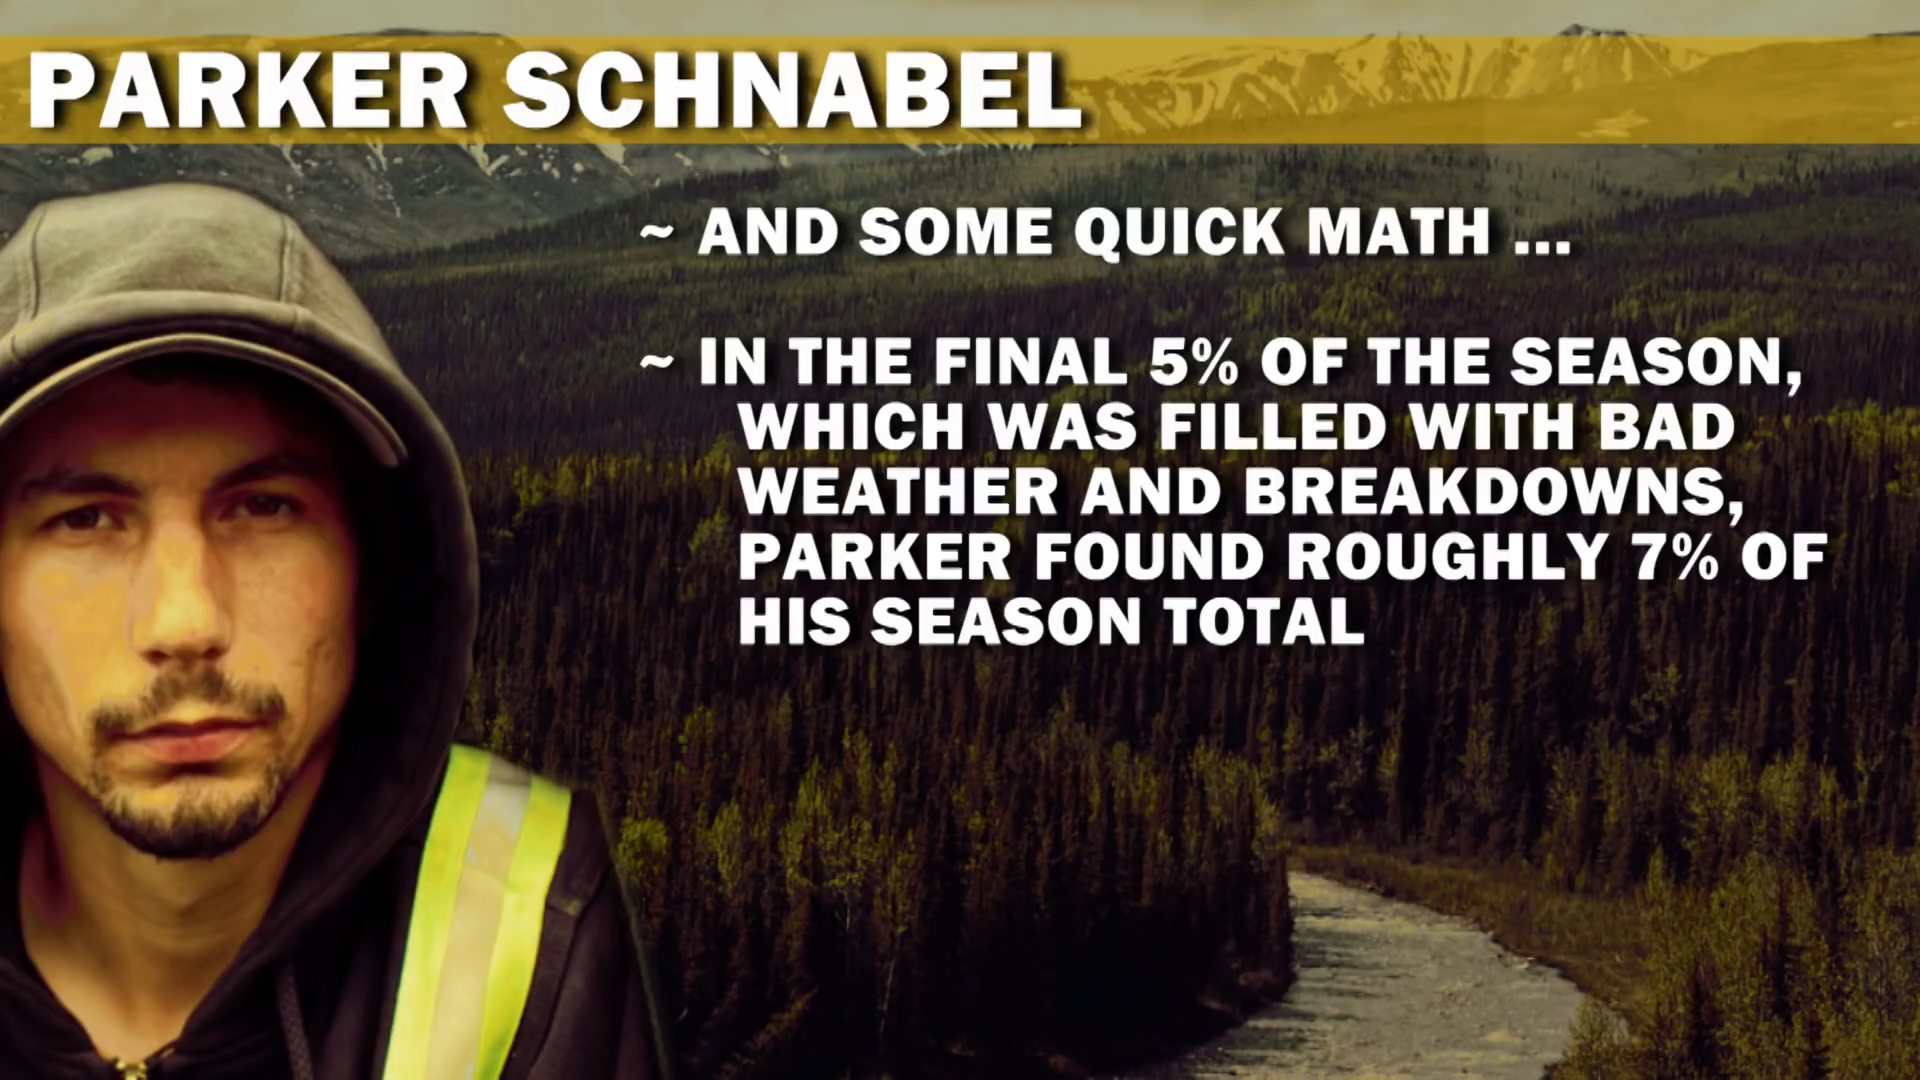 PARKER SCHNABEL
~ AND SOME QUICK MATH ...
~ IN THE FINAL 5% OF THE SEASON,
WHICH WAS FILLED WITH BAD
WEATHER AND BREAKDOWNS,
PARKER FOUND ROUGHLY 7% OF
HIS SEASON TOTAL